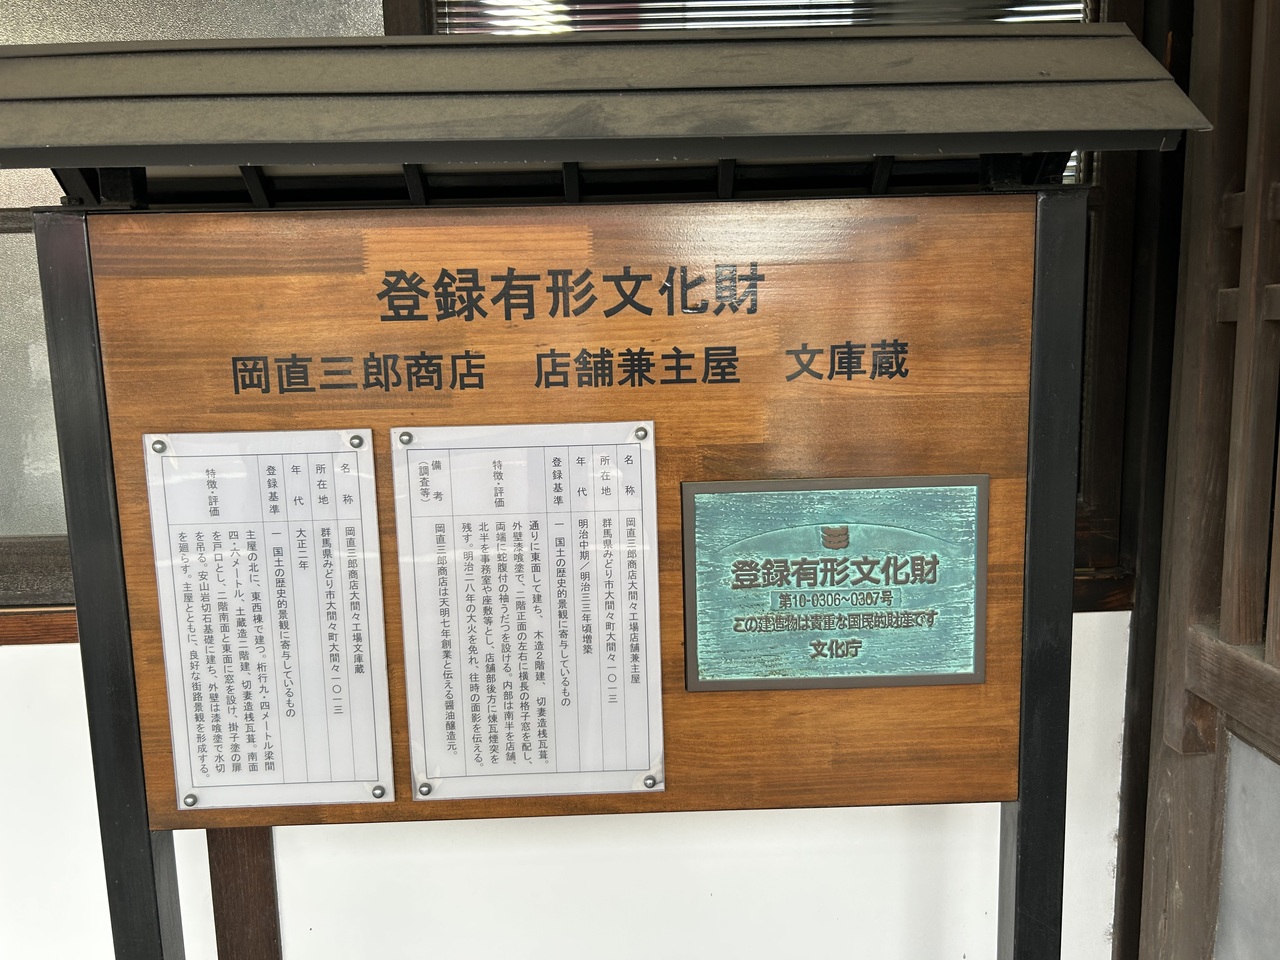 登録有形文化財
岡直三郎商店 店舗兼主屋 文庫蔵
名称 岡直三郎商店大間々工場店舗兼主屋
所在地 群馬県みどり市大間々町大間々一〇一三
年代 明治中期／明治三三年頃増築
登録基準 一 国土の歴史的景観に寄与しているもの
特徴・評価
通りに東面して建ち、木造２階建、切妻造桟瓦葺。
外壁漆喰塗で、二階正面の左右に横長の格子窓を配し、
両端に蛇腹付の袖うだつを設ける。内部は南半を店舗、
北半を事務室や座敷等とし、店舗部後方に煉瓦煙突を
残す。明治二八年の大火を免れ、往時の面影を伝える。
備考（調査等） 岡直三郎商店は天明七年創業と伝える醤油醸造元。
名称 岡直三郎商店大間々工場文庫蔵
所在地 群馬県みどり市大間々町大間々一〇一三
年代 大正二年
登録基準 一 国土の歴史的景観に寄与しているもの
特徴・評価
主屋の北に、東西棟で建つ。桁行九・四メートル梁間
四・六メートル、土蔵造二階建、切妻造桟瓦葺。南面
を戸口とし、二階南面と東面に窓を設け、掛子塗の扉
を吊る。安山岩切石基礎に建ち、外壁は漆喰塗で水切
を廻らす。主屋とともに、良好な街路景観を形成する。
登録有形文化財
第10-0306～0307号
この建造物は貴重な国民的財産です
文化庁